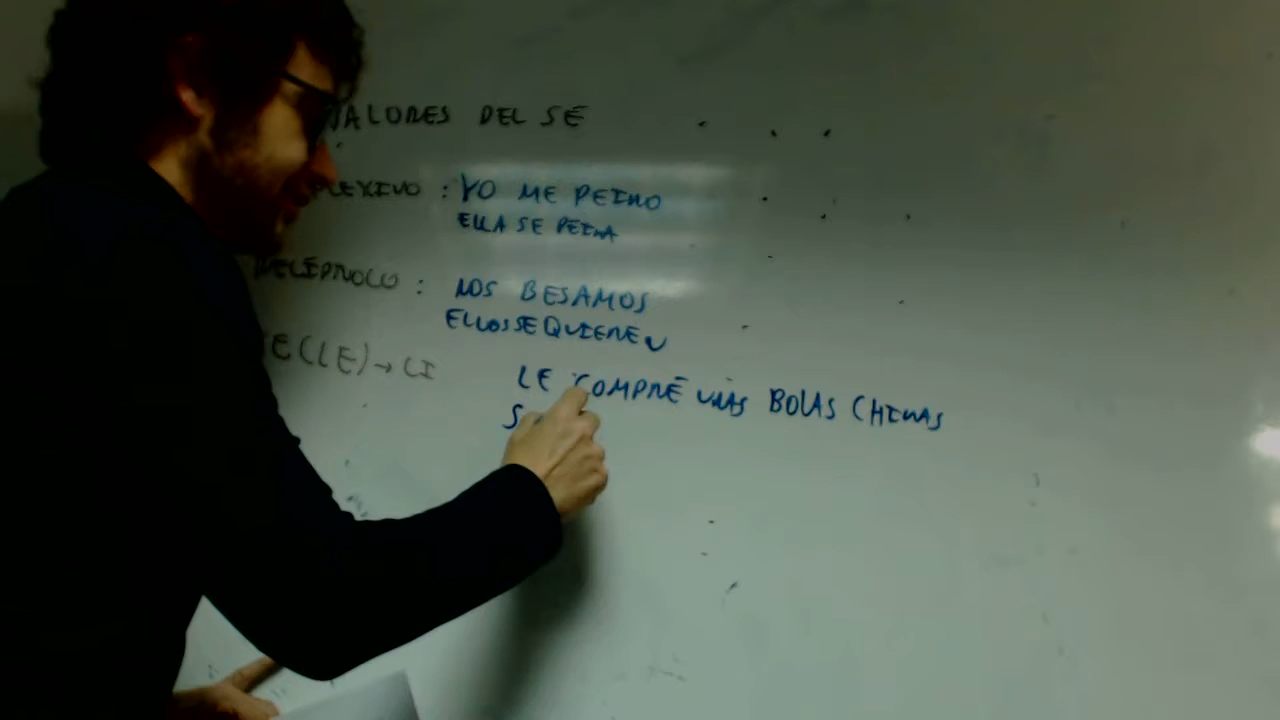 VALORES DEL SE
FLEXIVO : YO ME PEINO
ELLA SE PEINA
RECÍPROCO : NOS BESAMOS
ELLOS SE QUIEREN
SE (LE) → CI
LE COMPRÉ UNAS BOLAS CHINAS
S